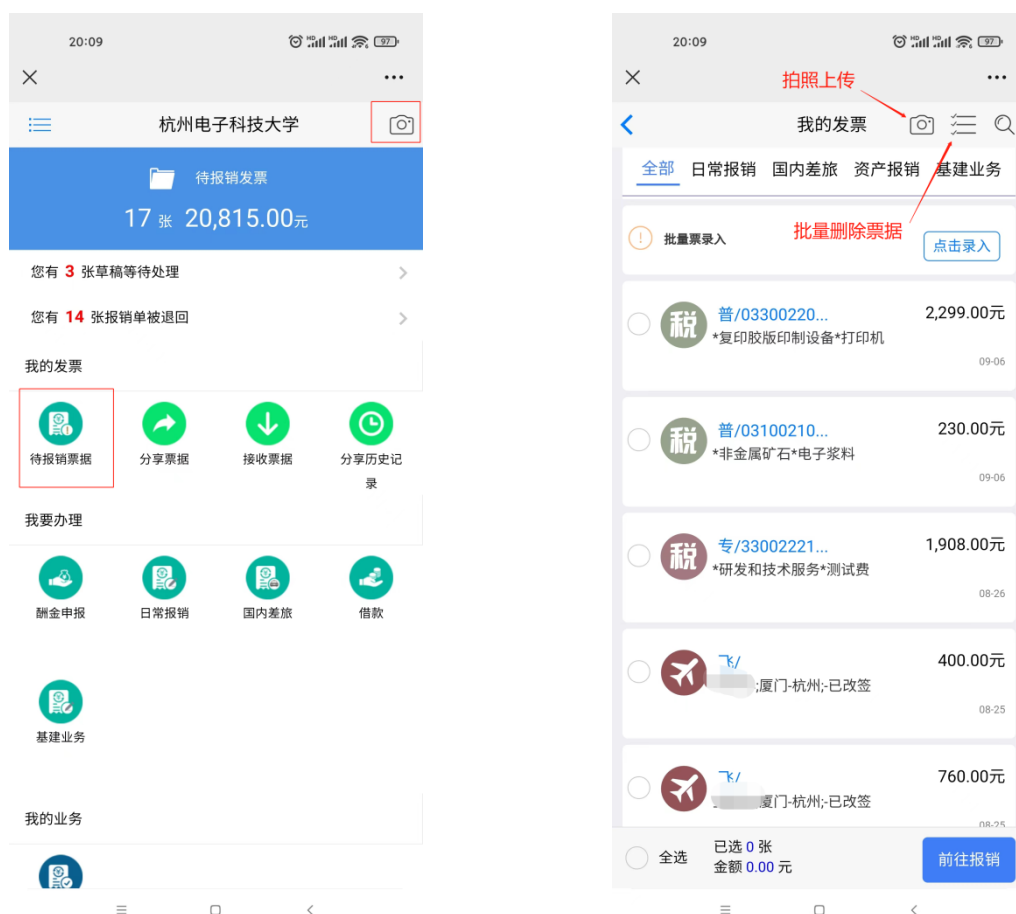 20:09
97
杭州电子科技大学
待报销发票
17 张 20,815.00元
您有 3 张草稿等待处理
您有 14 张报销单被退回
我的发票
待报销票据
分享票据
接收票据
分享历史记
录
我要办理
酬金申报
日常报销
国内差旅
借款
基建业务
我的业务
20:09
97
拍照上传
我的发票
全部 日常报销 国内差旅 资产报销 基建业务
批量票录入
批量删除票据
点击录入
税
普/03300220...
2,299.00元
*复印胶版印制设备*打印机
09-06
税
普/03100210...
230.00元
*非金属矿石*电子浆料
09-06
税
专/33002221...
1,908.00元
*研发和技术服务*测试费
08-26
飞/
400.00元
;厦门-杭州;-已改签
08-25
飞/
760.00元
厦门-杭州;-已改签
08-25
全选
已选 0 张
金额 0.00 元
前往报销